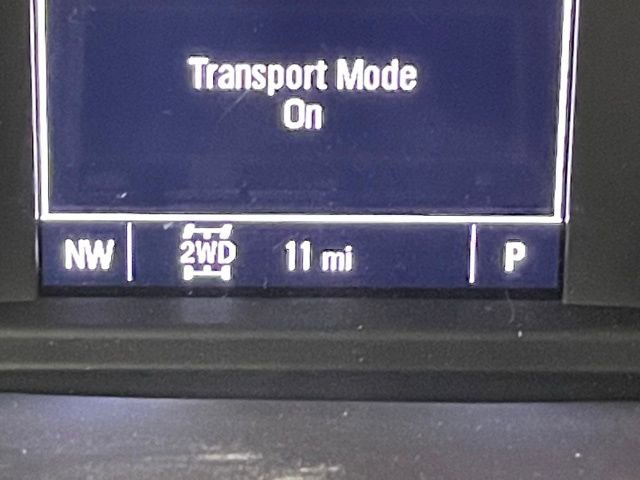 Transport Mode
On
NW 2WD 11 mi P